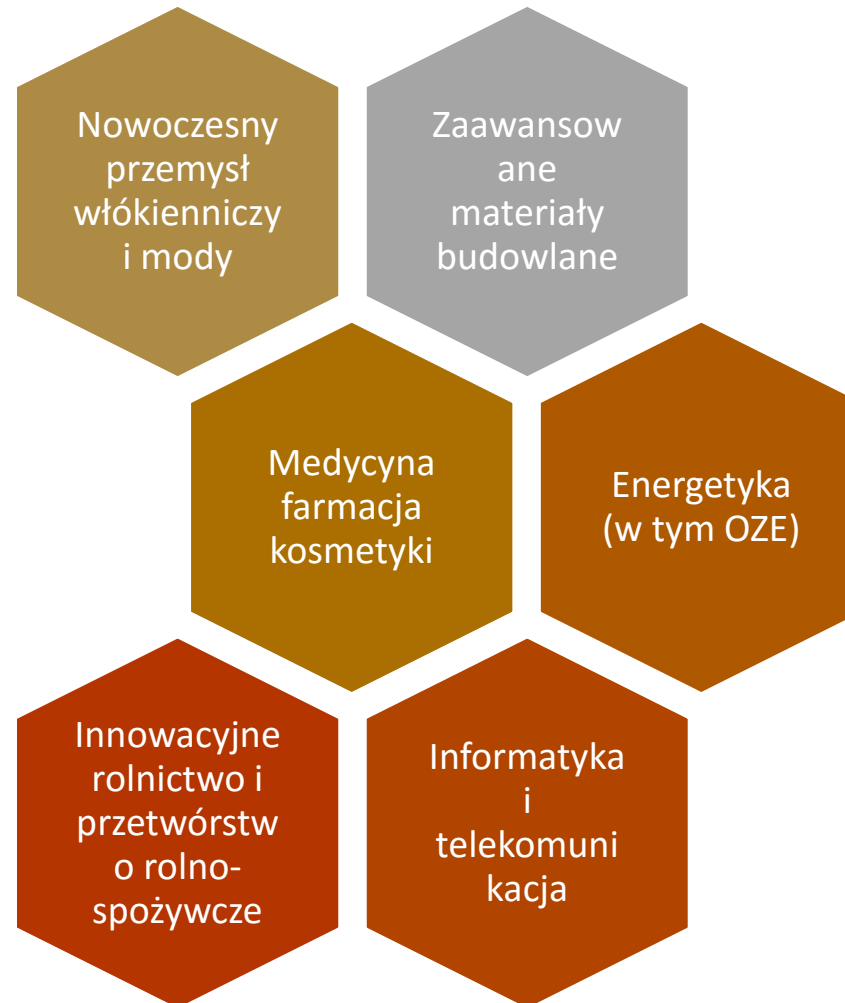 Nowoczesny
przemysł
włókienniczy
i mody
Zaawansow
ane
materiały
budowlane
Medycyna
farmacja
kosmetyki
Energetyka
(w tym OZE)
Innowacyjne
rolnictwo i
przetwórstw
o rolno-
spożywcze
Informatyka
i
telekomuni
kacja